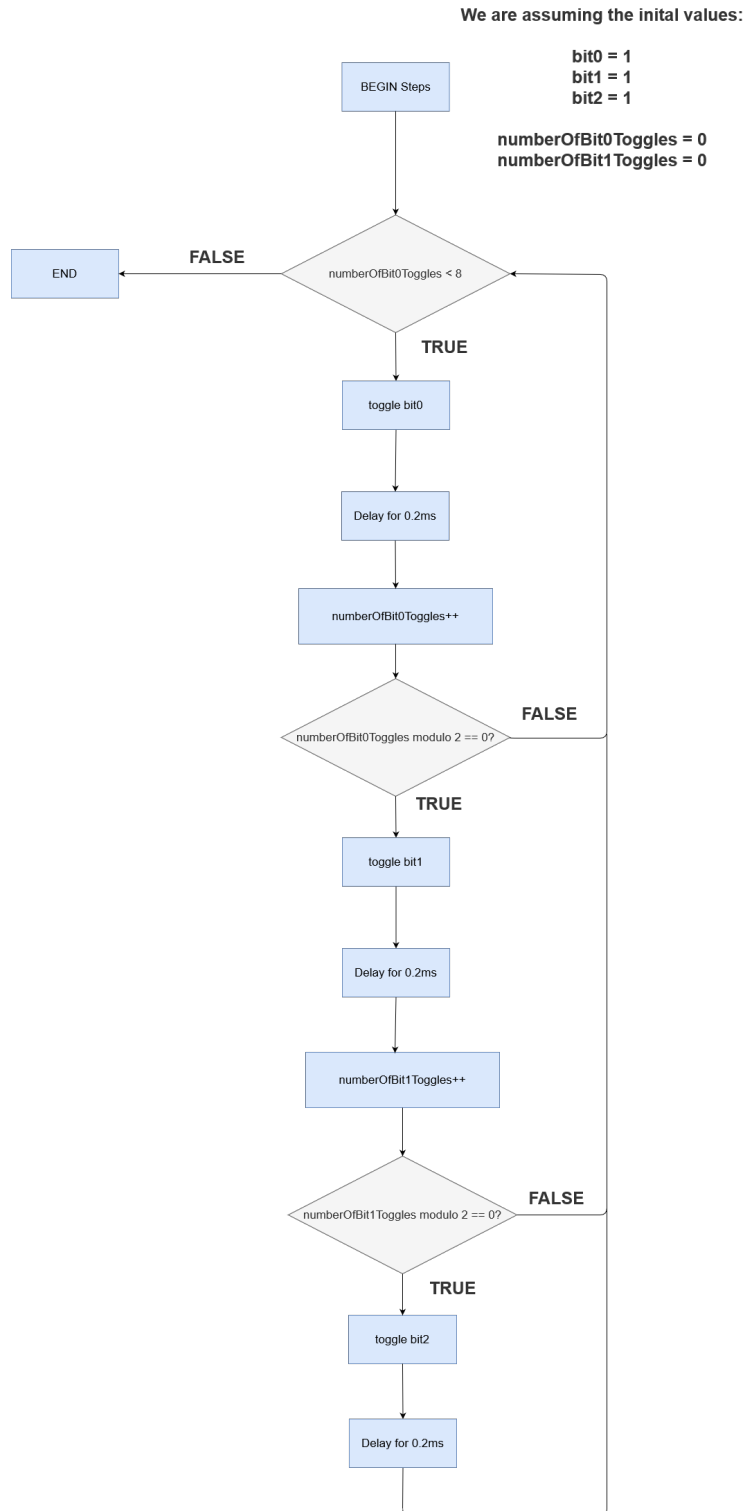 We are assuming the inital values:
bit0 = 1
bit1 = 1
bit2 = 1
numberOfBit0Toggles = 0
numberOfBit1Toggles = 0
BEGIN Steps
numberOfBit0Toggles < 8
FALSE
END
TRUE
toggle bit0
Delay for 0.2ms
numberOfBit0Toggles++
numberOfBit0Toggles modulo 2 == 0?
FALSE
TRUE
toggle bit1
Delay for 0.2ms
numberOfBit1Toggles++
numberOfBit1Toggles modulo 2 == 0?
FALSE
TRUE
toggle bit2
Delay for 0.2ms